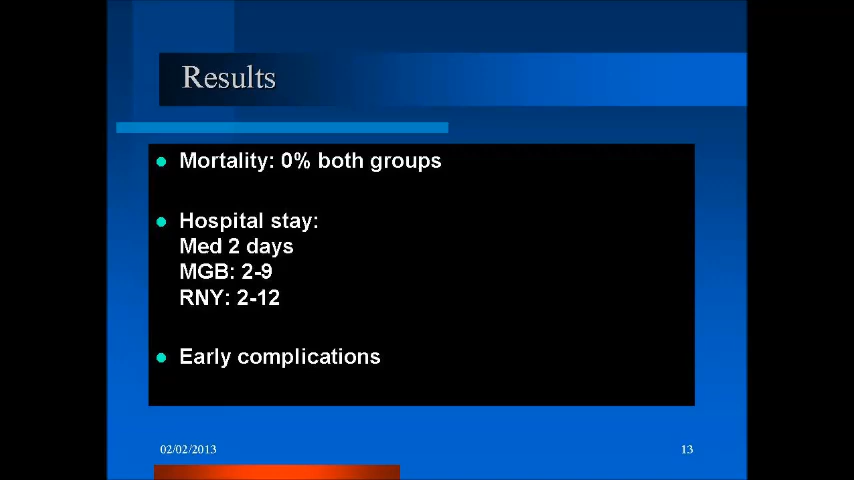 Results
Mortality: 0% both groups
Hospital stay:
Med 2 days
MGB: 2-9
RNY: 2-12
Early complications
02/02/2013
13